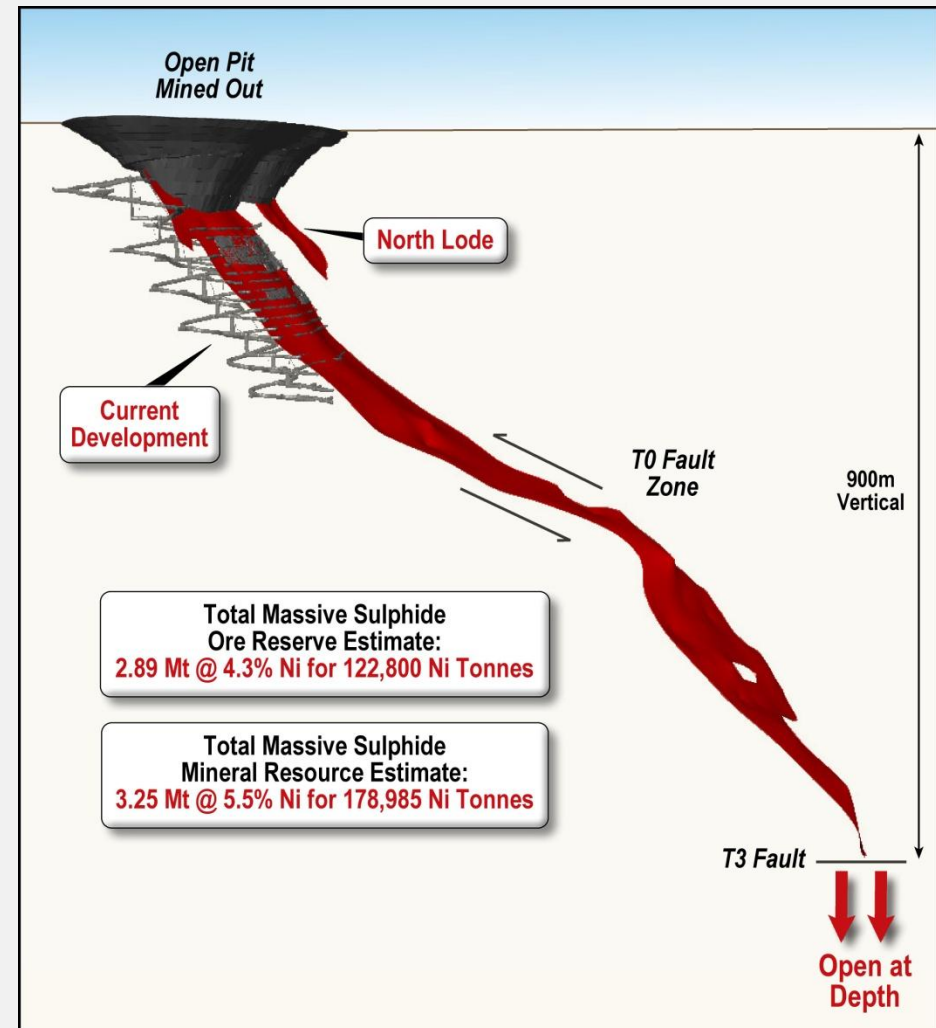 Open Pit
Mined Out
North Lode
Current
Development
T0 Fault
Zone
900m
Vertical
Total Massive Sulphide
Ore Reserve Estimate:
2.89 Mt @ 4.3% Ni for 122,800 Ni Tonnes
Total Massive Sulphide
Mineral Resource Estimate:
3.25 Mt @ 5.5% Ni for 178,985 Ni Tonnes
T3 Fault
Open at
Depth